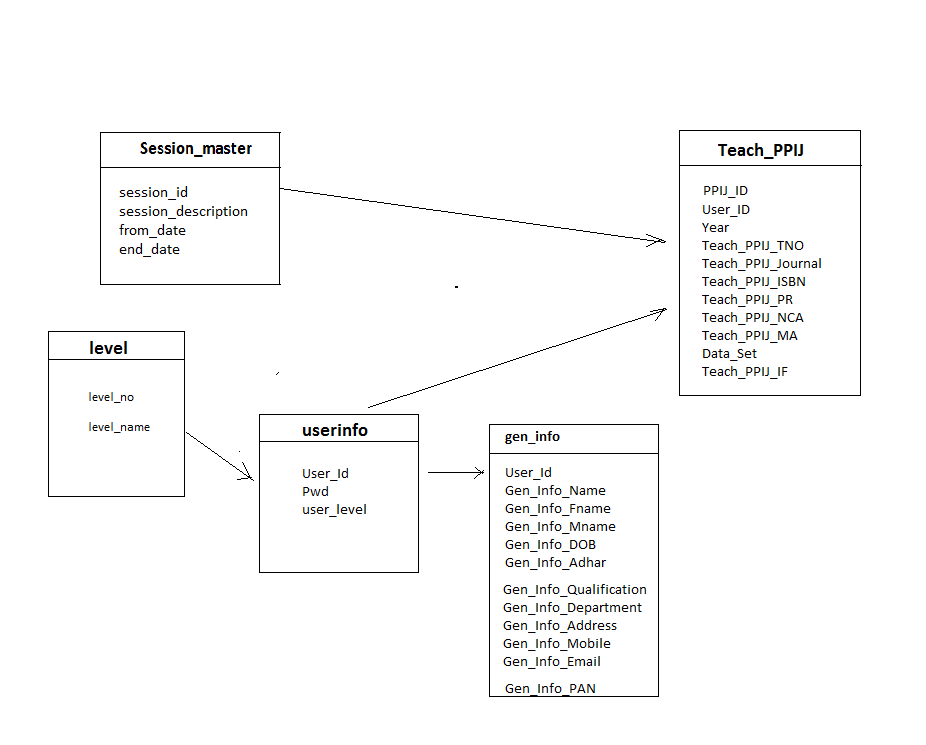 Session_master
session_id
session_description
from_date
end_date
Teach_PPIJ
PPIJ_ID
User_ID
Year
Teach_PPIJ_TNO
Teach_PPIJ_Journal
Teach_PPIJ_ISBN
Teach_PPIJ_PR
Teach_PPIJ_NCA
Teach_PPIJ_MA
Data_Set
Teach_PPIJ_IF
level
level_no
level_name
userinfo
User_Id
Pwd
user_level
gen_info
User_Id
Gen_Info_Name
Gen_Info_Fname
Gen_Info_Mname
Gen_Info_DOB
Gen_Info_Adhar
Gen_Info_Qualification
Gen_Info_Department
Gen_Info_Address
Gen_Info_Mobile
Gen_Info_Email
Gen_Info_PAN